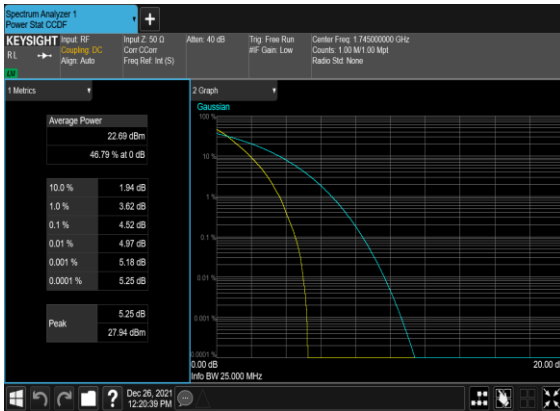 Spectrum Analyzer 1
Power Stat CCDF
KEYSIGHT
RL
Input: RF
Coupling: DC
Align: Auto
Input Z: 50 Ω
Corr CCorr
Freq Ref: Int (S)
Atten: 40 dB
Trig: Free Run
#IF Gain: Low
Center Freq: 1.745000000 GHz
Counts: 1.00 M/1.00 Mpt
Radio Std: None
1 Metrics
Average Power
22.69 dBm
46.79 % at 0 dB
10.0 % 1.94 dB
1.0 % 3.62 dB
0.1 % 4.52 dB
0.01 % 4.97 dB
0.001 % 5.18 dB
0.0001 % 5.25 dB
Peak
5.25 dB
27.94 dBm
2 Graph
Gaussian
100 %
10 %
1 %
0.1 %
0.01 %
0.001 %
0.0001 %
0.00 dB
20.00 d
Info BW 25.000 MHz
Dec 26, 2021
12:20:39 PM